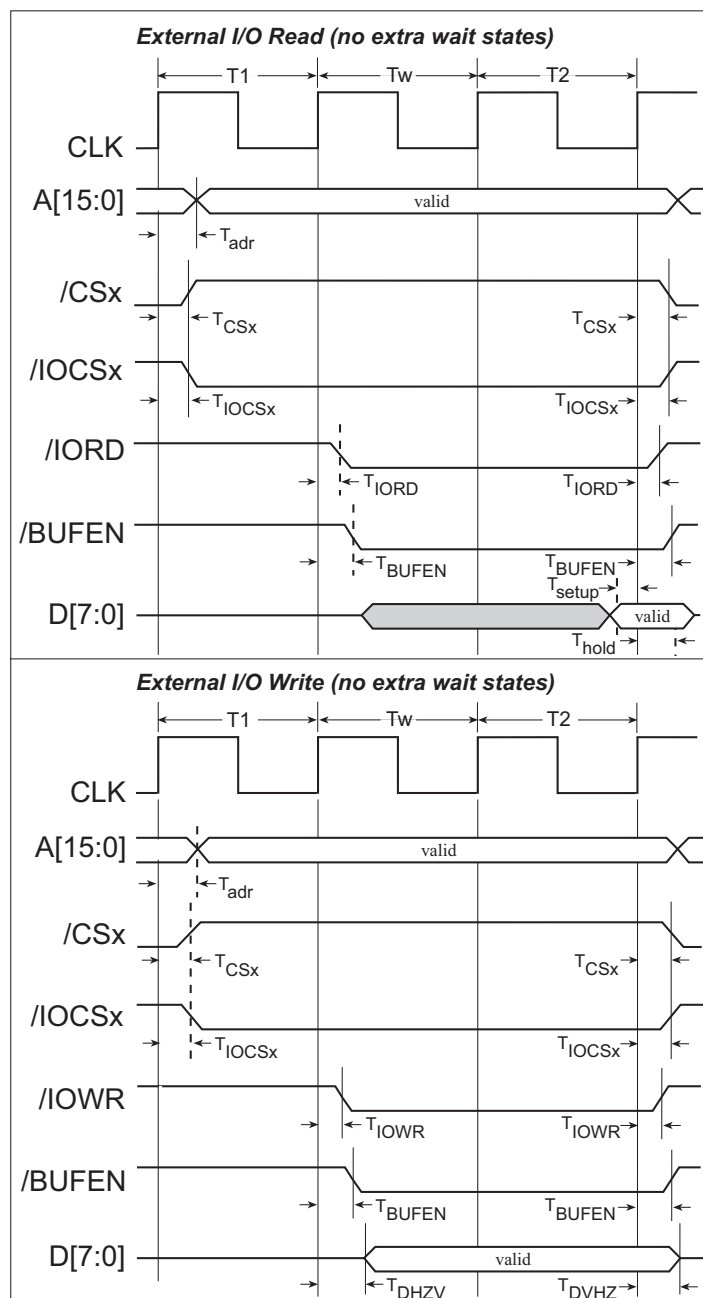 External I/O Read (no extra wait states)
T1 Tw T2
CLK
A[15:0] valid
Tadr
/CSx
TCSx TCSx
/IOCSx
TIOCSx TIOCSx
/IORD
TIORD TIORD
/BUFEN
TBUFEN TBUFEN
Tsetup
D[7:0] valid
Thold
External I/O Write (no extra wait states)
T1 Tw T2
CLK
A[15:0] valid
Tadr
/CSx
TCSx TCSx
/IOCSx
TIOCSx TIOCSx
/IOWR
TIOWR TIOWR
/BUFEN
TBUFEN TBUFEN
D[7:0] valid
TDHZV TDVHZ